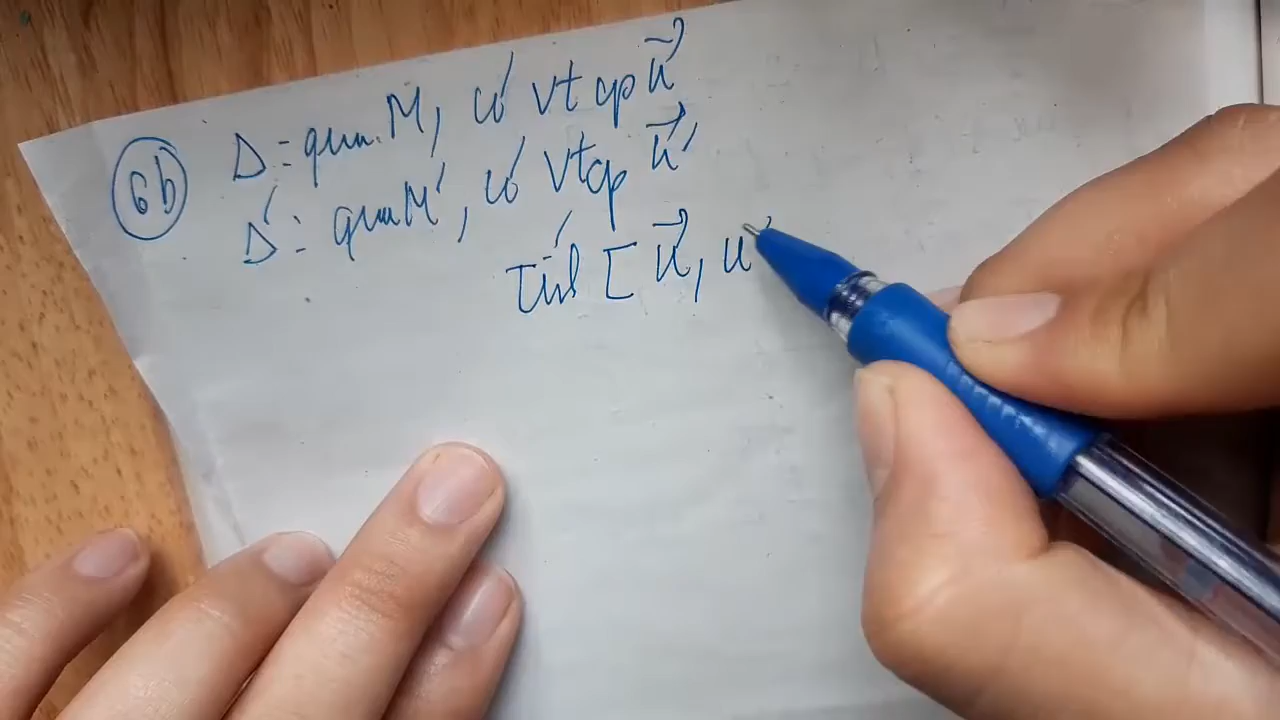 6b Δ: qua M, có vtcp u⃗
Δ': qua M', có vtcp u⃗'
Tính [u⃗, u'